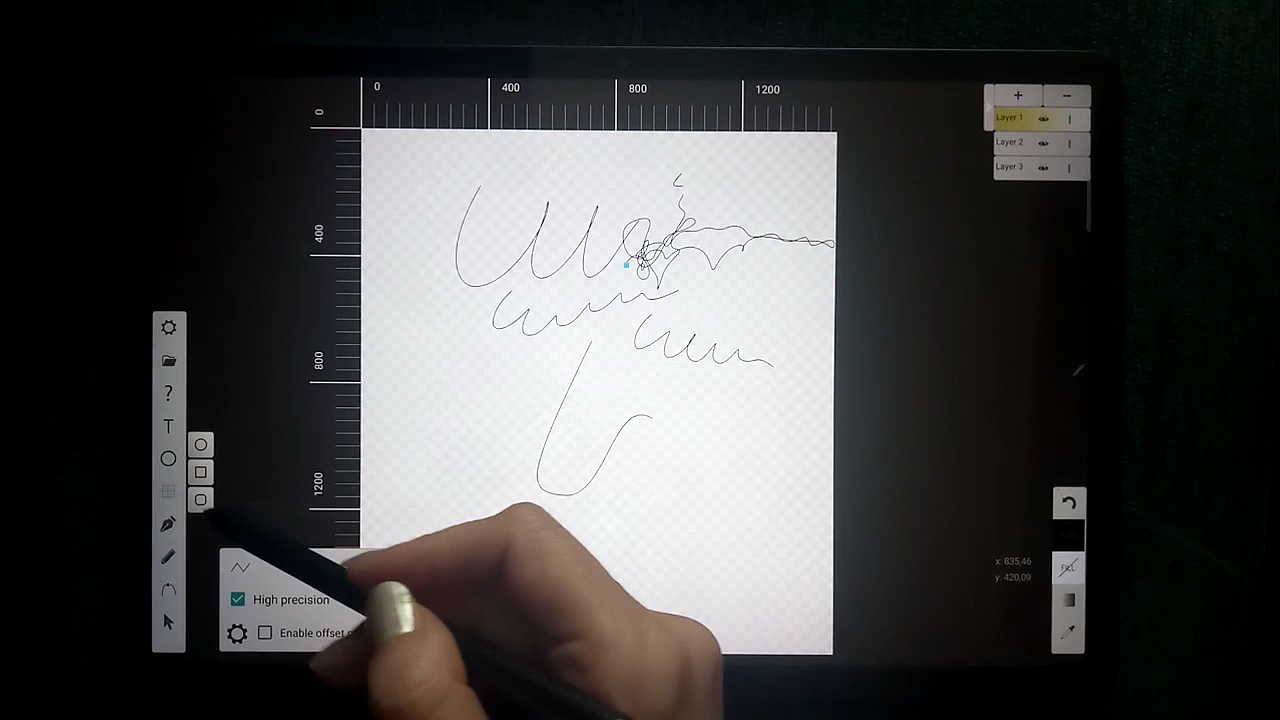 0 400 800 1200
0
400
800
1200
+ −
Layer 1
Layer 2
Layer 3
?
T
High precision
Enable offset
x: 835,46
y: 420,09
FILL